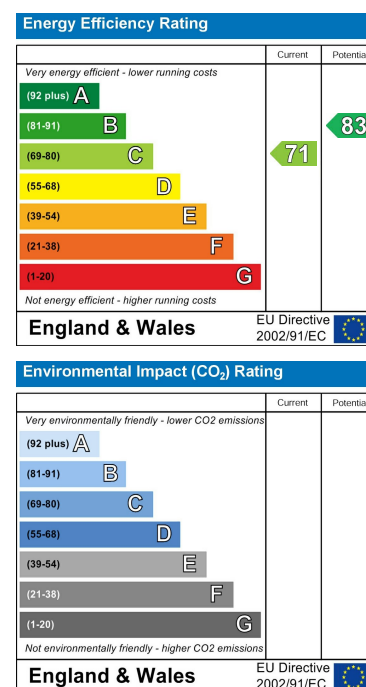 Energy Efficiency Rating
Current Potentia
Very energy efficient - lower running costs
(92 plus) A
(81-91) B 83
(69-80) C 71
(55-68) D
(39-54) E
(21-38) F
(1-20) G
Not energy efficient - higher running costs
England & Wales EU Directive 2002/91/EC
Environmental Impact (CO₂) Rating
Current Potentia
Very environmentally friendly - lower CO2 emissions
(92 plus) A
(81-91) B
(69-80) C
(55-68) D
(39-54) E
(21-38) F
(1-20) G
Not environmentally friendly - higher CO2 emissions
England & Wales EU Directive 2002/91/EC